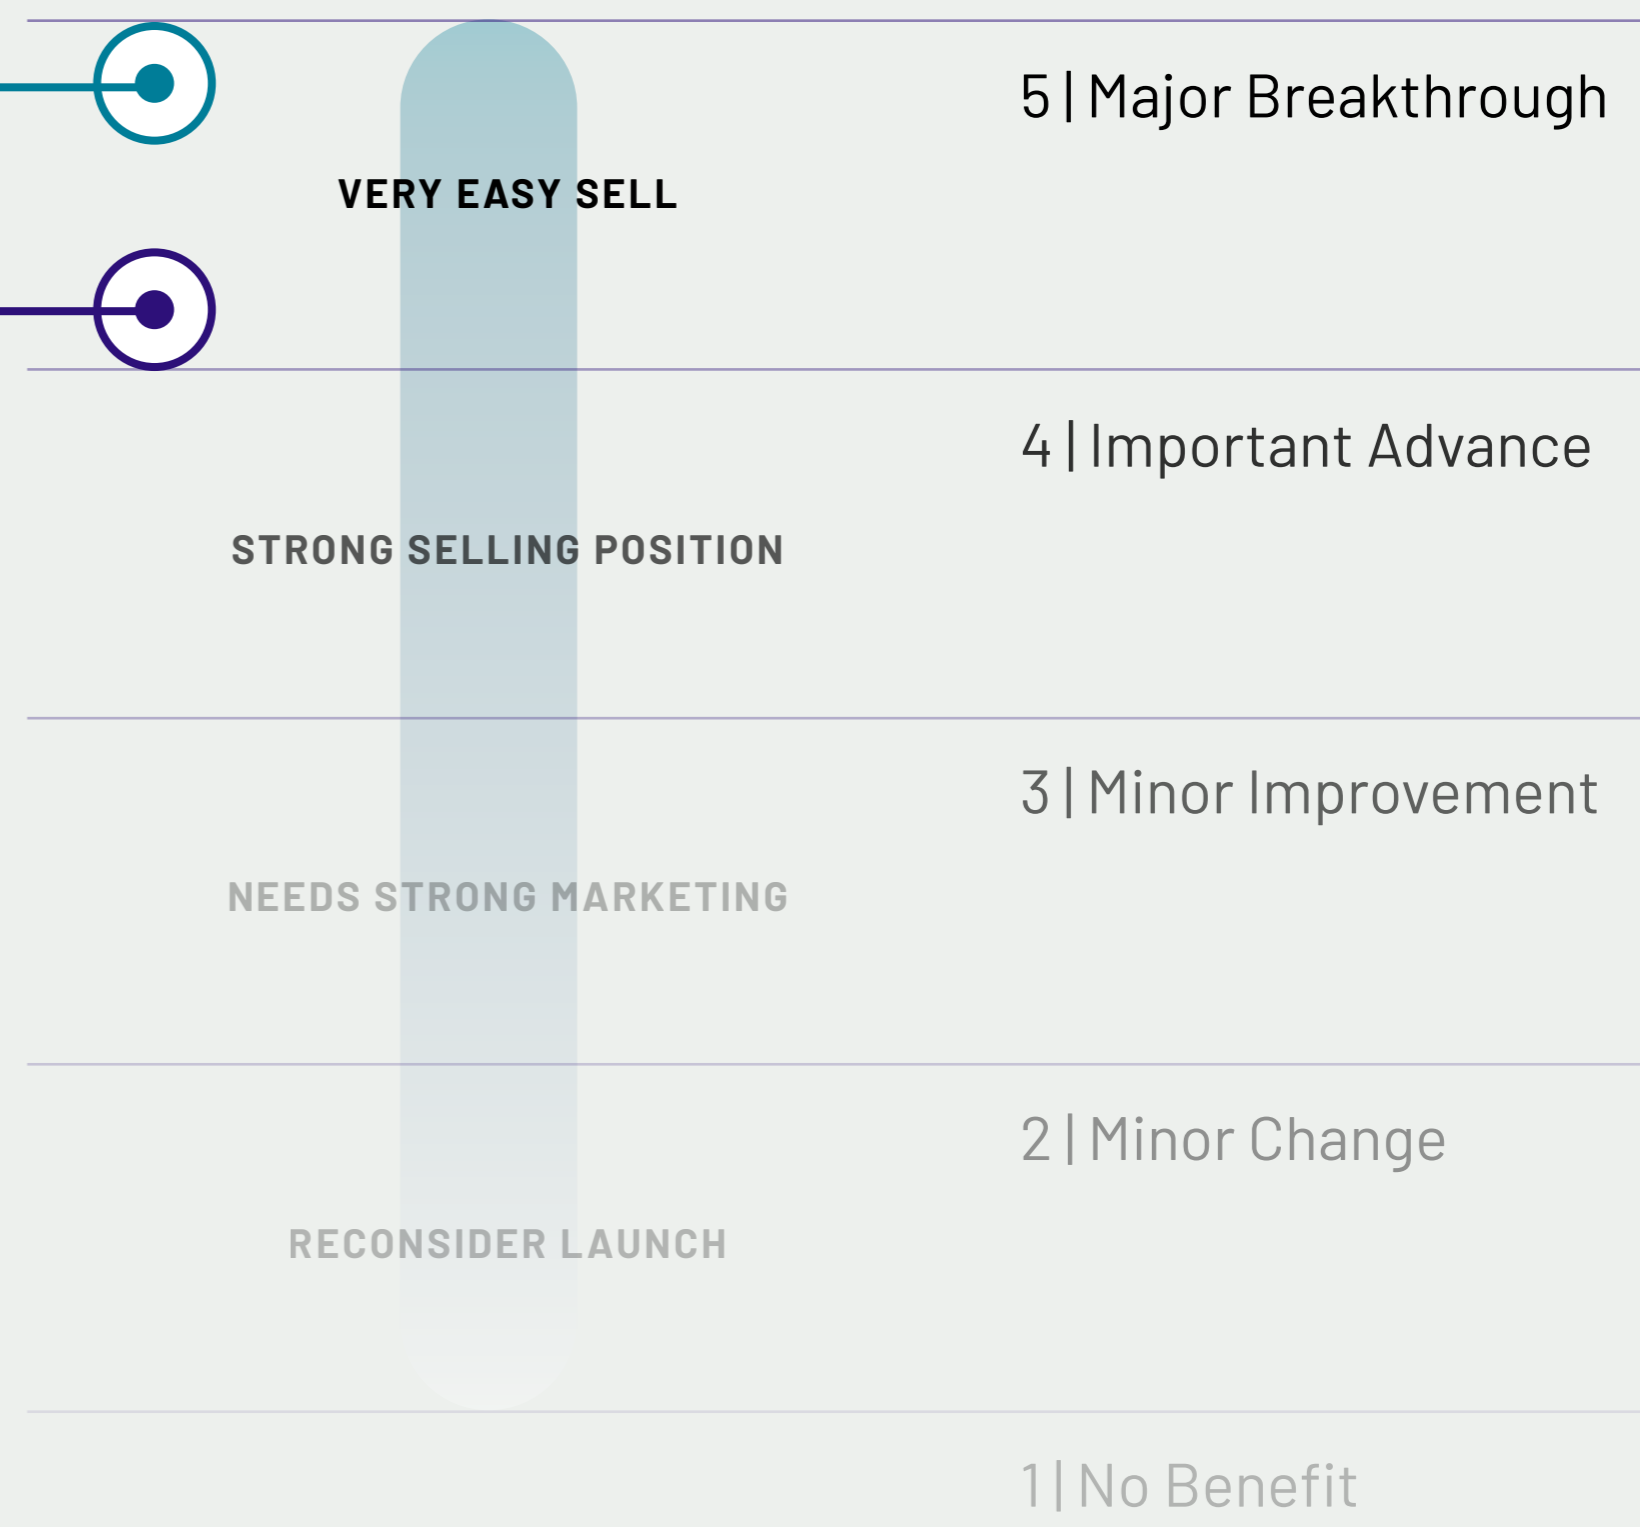 5 | Major Breakthrough
VERY EASY SELL
4 | Important Advance
STRONG SELLING POSITION
3 | Minor Improvement
NEEDS STRONG MARKETING
2 | Minor Change
RECONSIDER LAUNCH
1 | No Benefit